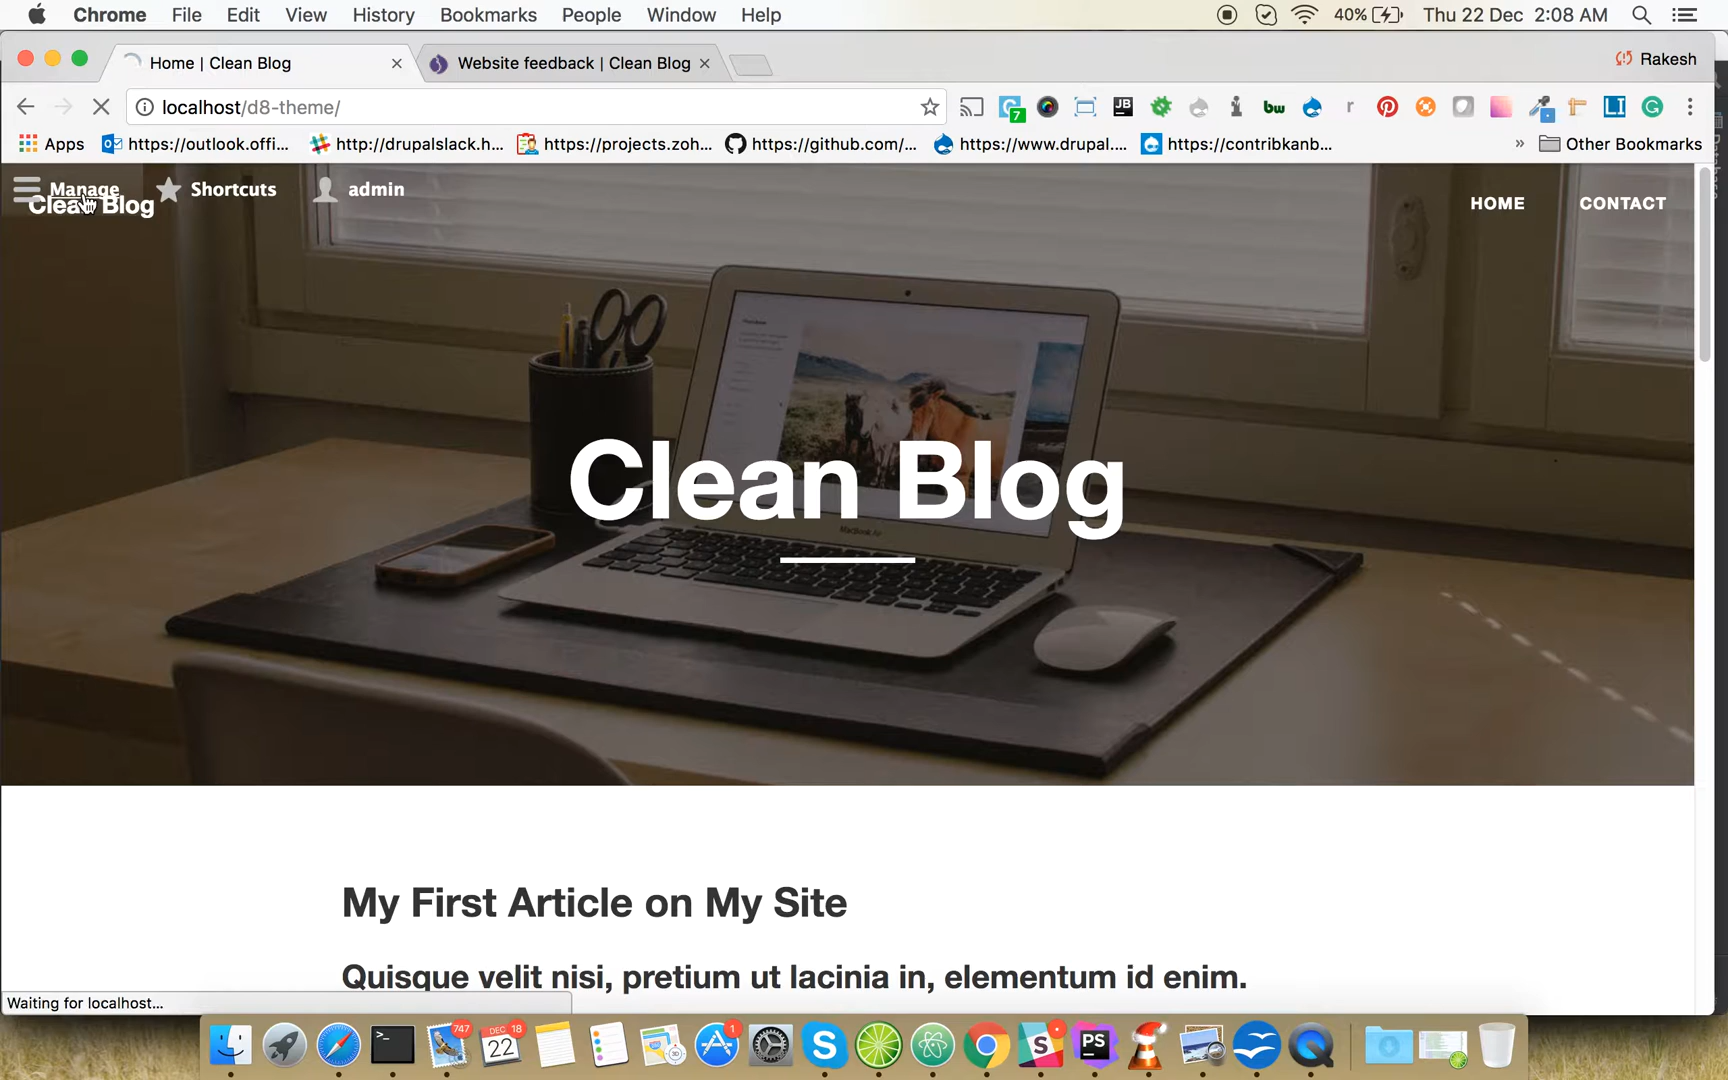 Chrome File Edit View History Bookmarks People Window Help 40% Thu 22 Dec 2:08 AM
Home | Clean Blog Website feedback | Clean Blog Rakesh
localhost/d8-theme/
Apps https://outlook.offi... http://drupalslack.h... https://projects.zoh... https://github.com/... https://www.drupal.... https://contribkanb... » Other Bookmarks
Manage Shortcuts admin
Clean Blog HOME CONTACT
Clean Blog
My First Article on My Site
Quisque velit nisi, pretium ut lacinia in, elementum id enim.
Waiting for localhost...